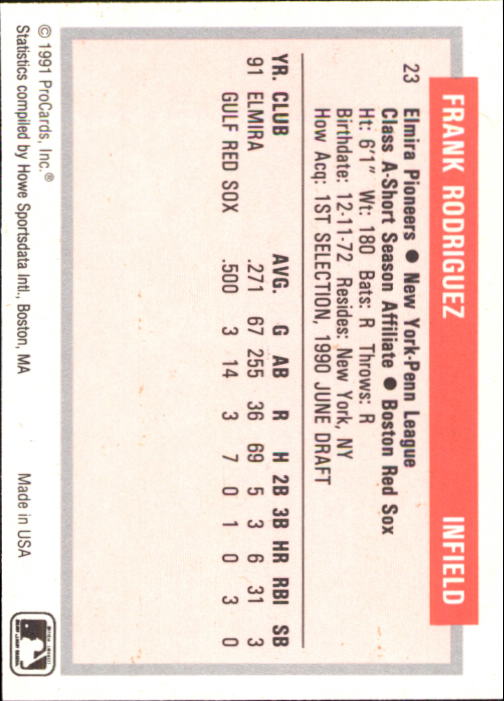 FRANK RODRIGUEZ INFIELD
23 Elmira Pioneers ● New York-Penn League
Class A-Short Season Affiliate ● Boston Red Sox
Ht: 6'1" Wt: 180 Bats: R Throws: R
Birthdate: 12-11-72 Resides: New York, NY
How Acq: 1ST SELECTION, 1990 JUNE DRAFT
YR. CLUB AVG. G AB R H 2B 3B HR RBI SB
91 ELMIRA .271 67 255 36 69 5 3 6 31 3
GULF RED SOX .500 3 14 3 7 0 1 0 3 0
© 1991 ProCards, Inc.® Made in USA
Statistics compiled by Howe Sportsdata Intl., Boston, MA